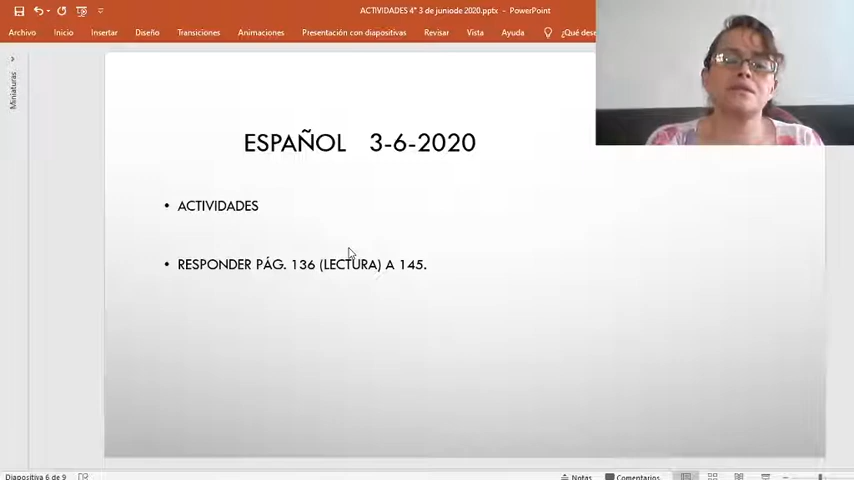 ACTIVIDADES 4° 3 de juniode 2020.pptx - PowerPoint
Archivo Inicio Insertar Diseño Transiciones Animaciones Presentación con diapositivas Revisar Vista Ayuda ¿Qué dese
Miniaturas
ESPAÑOL 3-6-2020
• ACTIVIDADES
• RESPONDER PÁG. 136 (LECTURA) A 145.
Diapositiva 6 de 9 Notas Comentarios